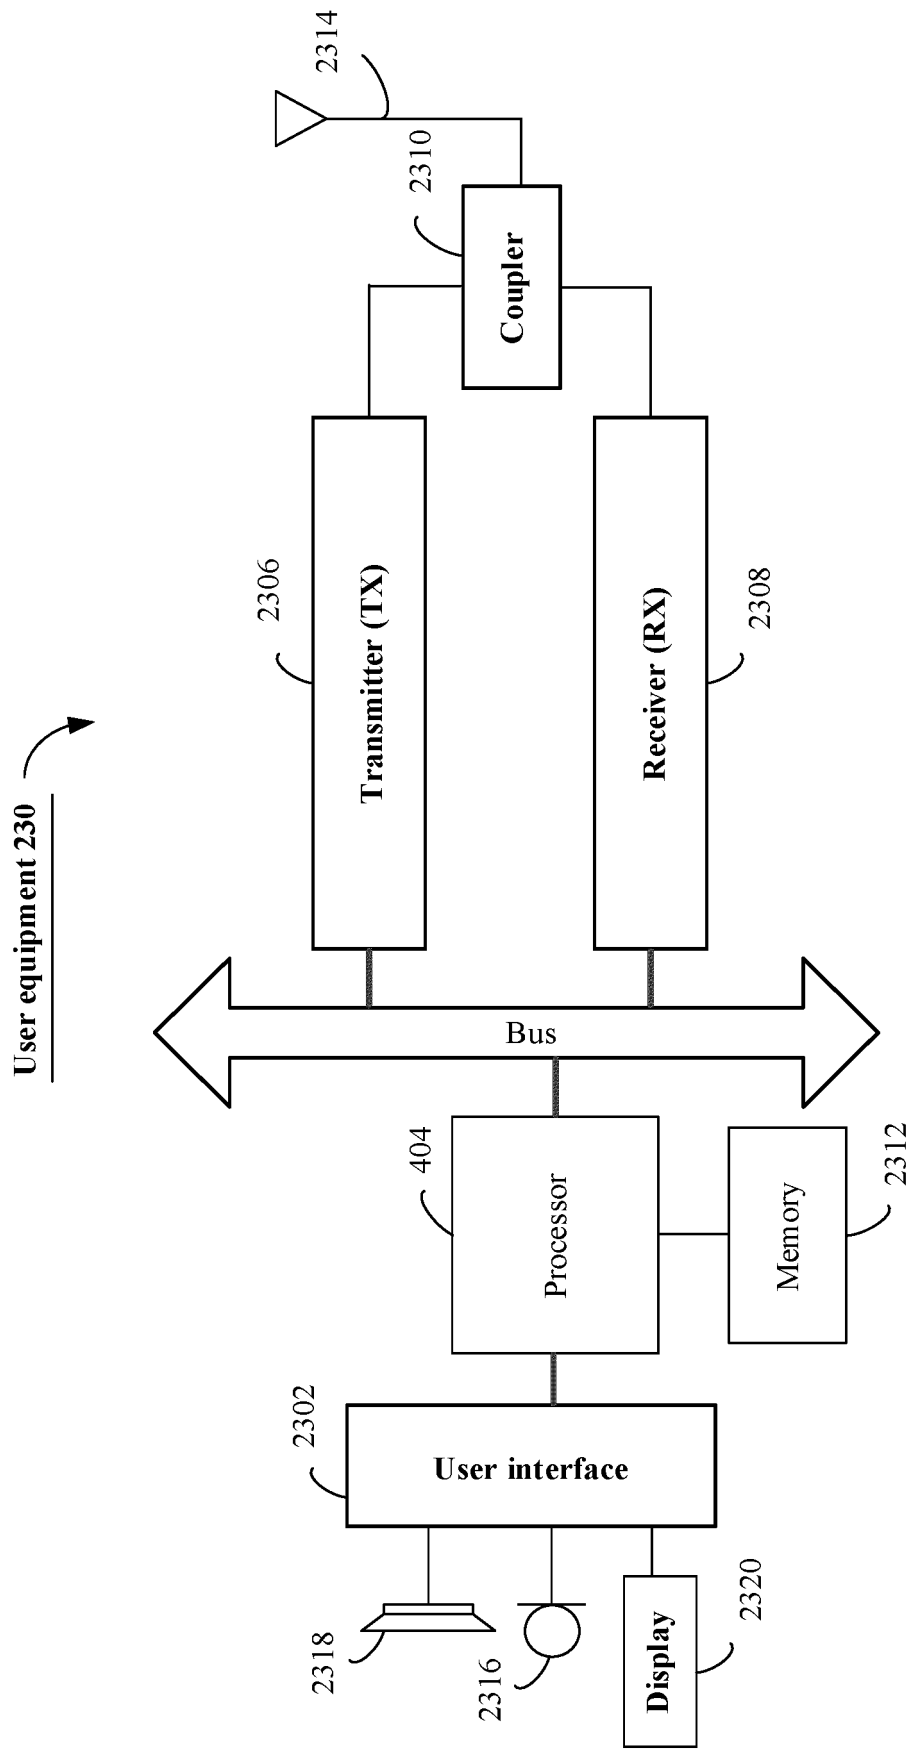 User equipment 230
2318
2316
Display
2320
2302
User interface
404
Processor
Memory
2312
Bus
2306
Transmitter (TX)
Receiver (RX)
2308
2310
Coupler
2314